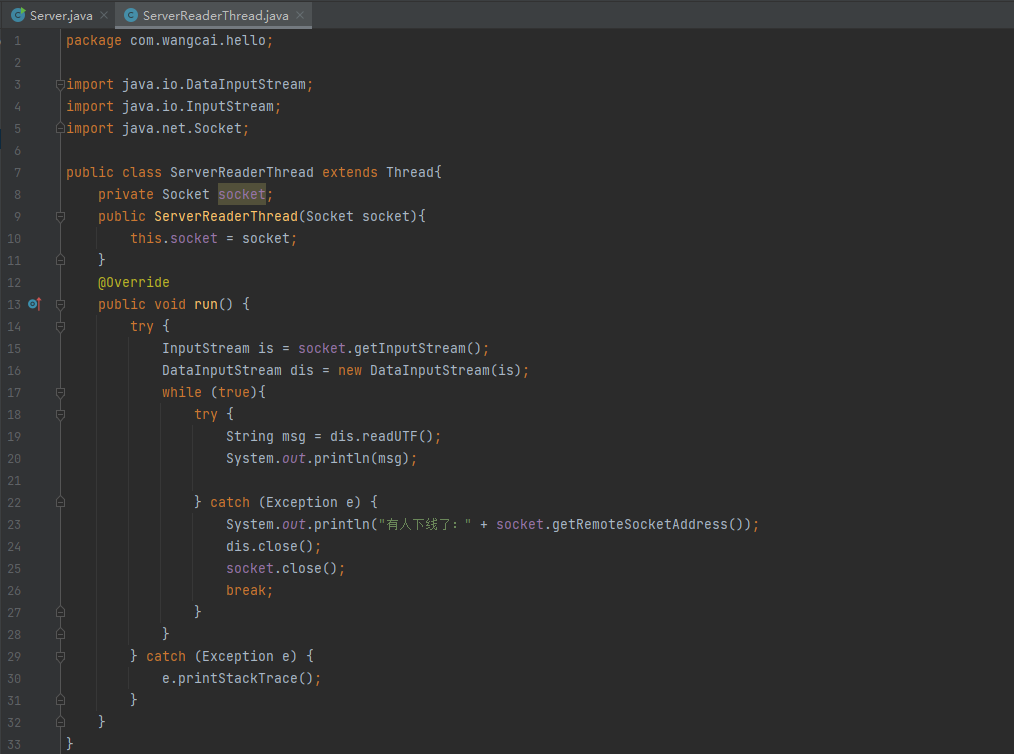 Server.java
ServerReaderThread.java
1 package com.wangcai.hello;
2
3 import java.io.DataInputStream;
4 import java.io.InputStream;
5 import java.net.Socket;
6
7 public class ServerReaderThread extends Thread{
8     private Socket socket;
9     public ServerReaderThread(Socket socket){
10         this.socket = socket;
11     }
12     @Override
13     public void run() {
14         try {
15             InputStream is = socket.getInputStream();
16             DataInputStream dis = new DataInputStream(is);
17             while (true){
18                 try {
19                     String msg = dis.readUTF();
20                     System.out.println(msg);
21
22                 } catch (Exception e) {
23                     System.out.println("有人下线了：" + socket.getRemoteSocketAddress());
24                     dis.close();
25                     socket.close();
26                     break;
27                 }
28             }
29         } catch (Exception e) {
30             e.printStackTrace();
31         }
32     }
33 }